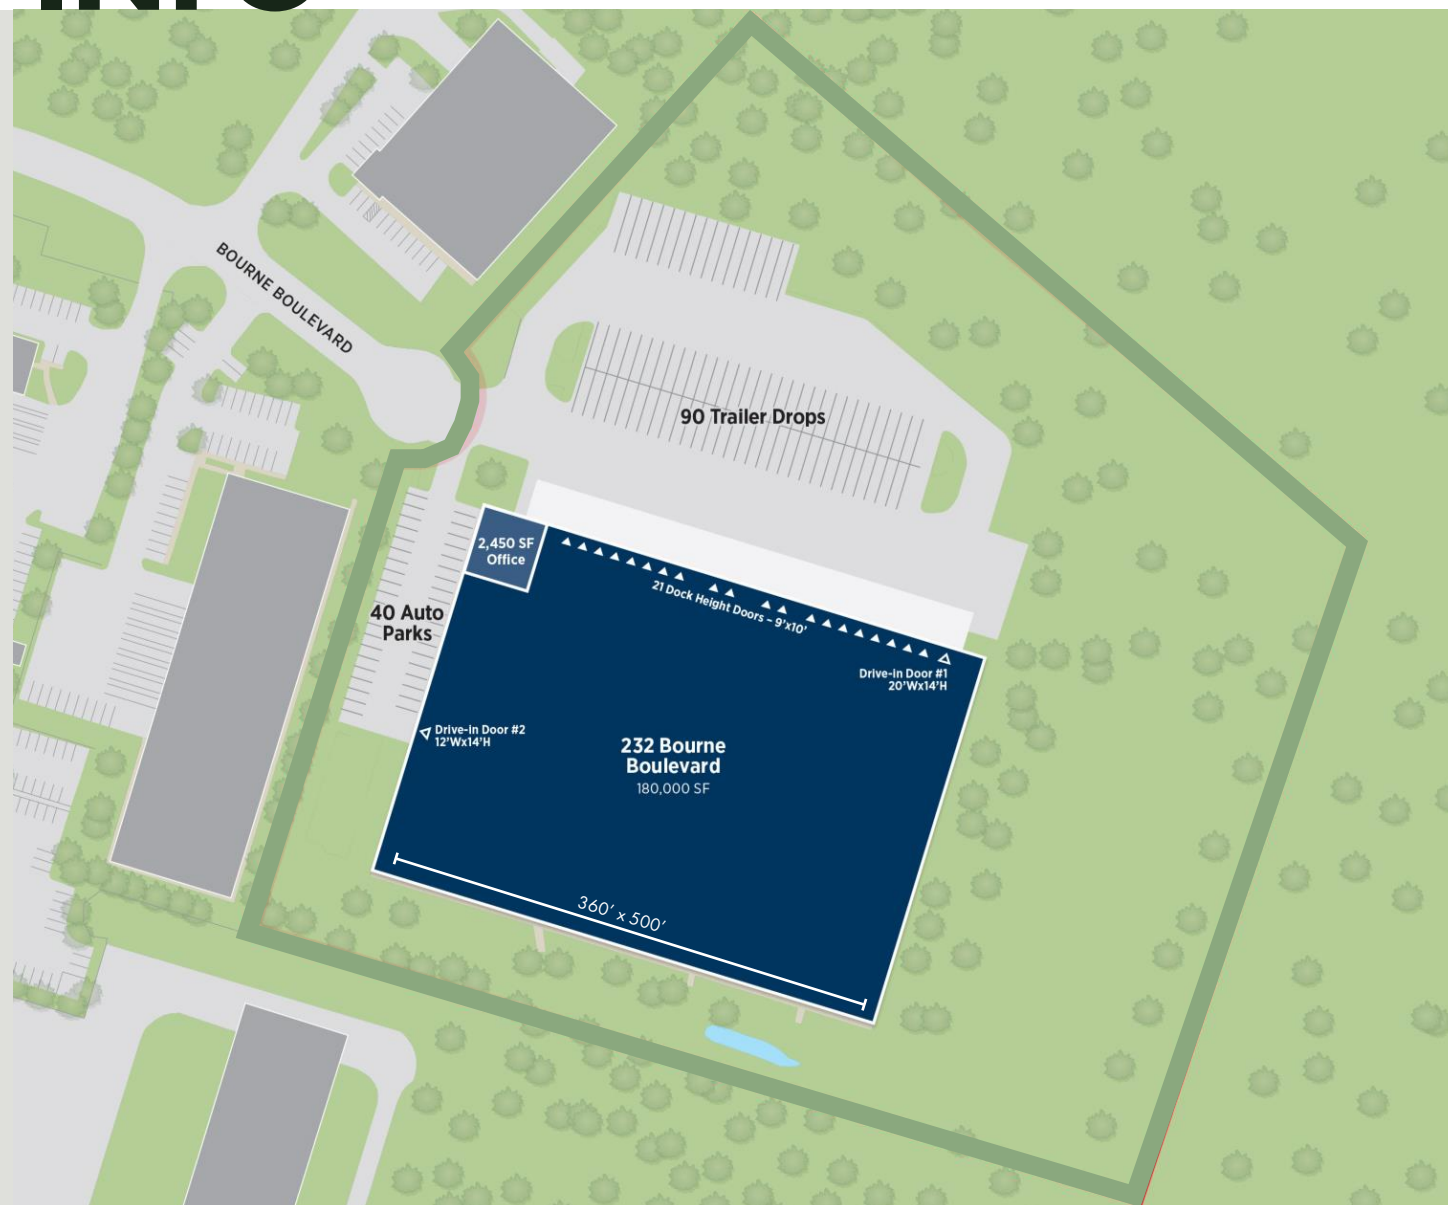 INFO
BOURNE BOULEVARD
90 Trailer Drops
2,450 SF
Office
21 Dock Height Doors – 9'x10'
40 Auto
Parks
Drive-In Door #1
20'Wx14'H
Drive-in Door #2
12'Wx14'H
232 Bourne
Boulevard
180,000 SF
360' x 500'